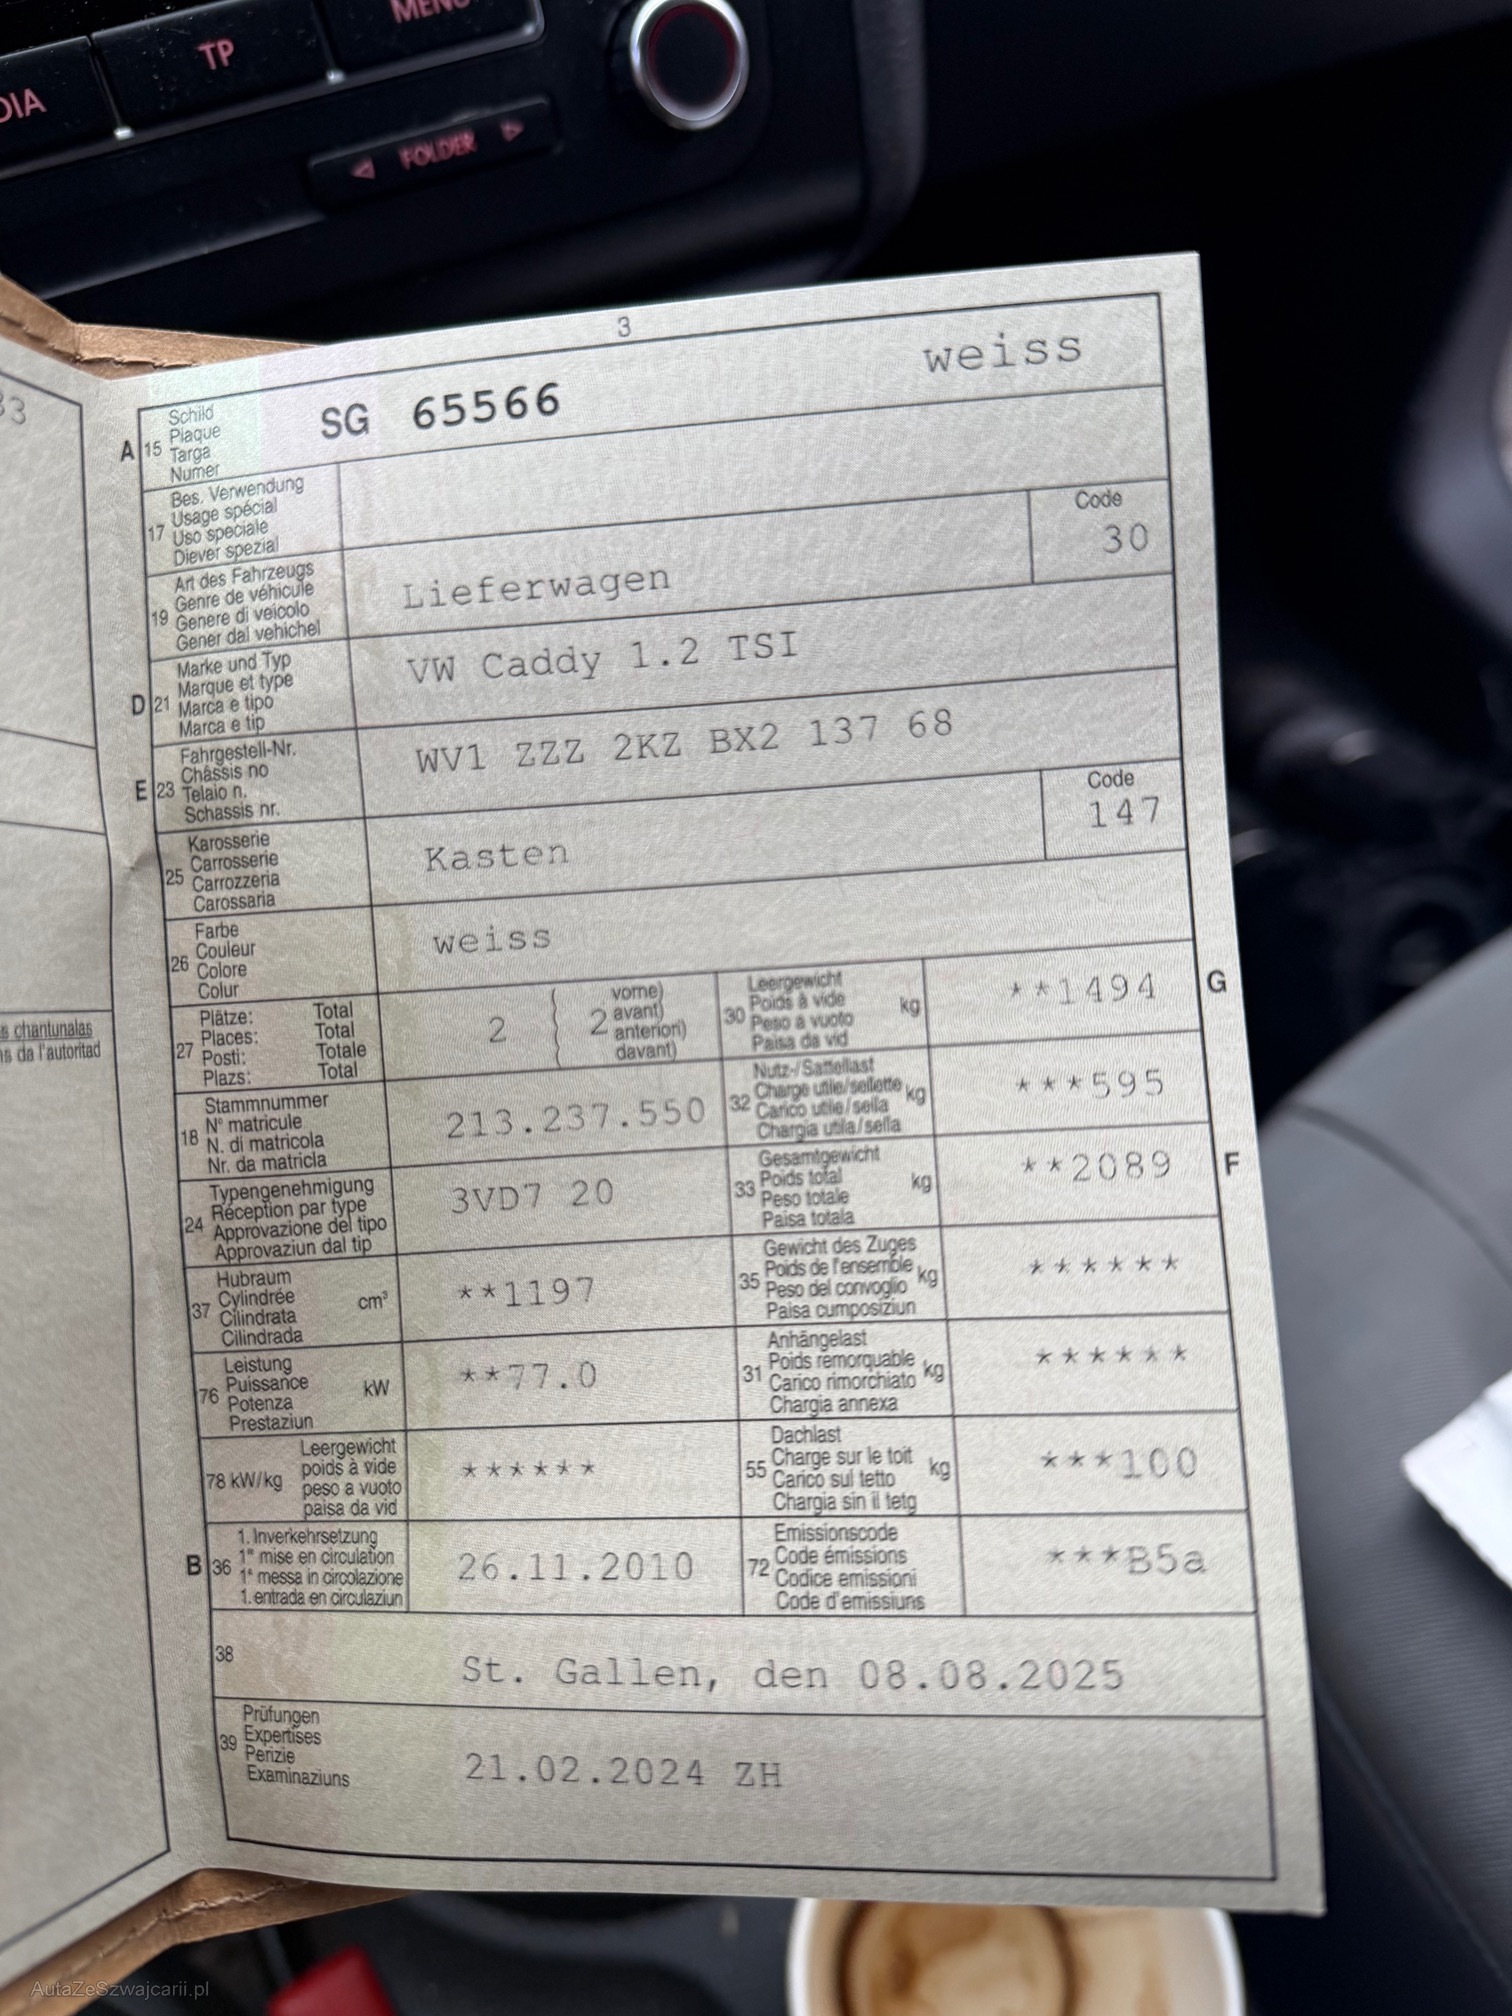 DIA
TP
MENU
FOLDER
3
A 15 Schild
Plaque
Targa
Numer
SG 65566 weiss
17 Bes. Verwendung
Usage spécial
Uso speciale
Diever spezial
19 Art des Fahrzeugs
Genre de véhicule
Genere di veicolo
Gener dal vehichel
Lieferwagen
Code
30
D 21 Marke und Typ
Marque et type
Marca e tipo
Marca e tip
VW Caddy 1.2 TSI
E 23 Fahrgestell-Nr.
Châssis no
Telaio n.
Schassis nr.
WV1 ZZZ 2KZ BX2 137 68
25 Karosserie
Carrosserie
Carrozzeria
Carossaria
Kasten
Code
147
26 Farbe
Couleur
Colore
Colur
weiss
27 Plätze: Total
Places: Total
Posti: Totale
Plazs: Total
2 2 vorne)
avant)
anteriori)
davant)
30 Leergewicht
Poids à vide
Peso a vuoto
Paisa da vid
kg
**1494
G
18 Stammnummer
N° matricule
N. di matricola
Nr. da matricla
213.237.550
32 Nutz-/Sattellast
Charge utile/sellette
Carico utile/sella
Chargia utila/sella
kg
***595
24 Typengenehmigung
Réception par type
Approvazione del tipo
Approvaziun dal tip
3VD7 20
33 Gesamtgewicht
Poids total
Peso totale
Paisa totala
kg
**2089
F
37 Hubraum
Cylindrée
Cilindrata
Cilindrada
cm³
**1197
35 Gewicht des Zuges
Poids de l'ensemble
Peso del convoglio
Paisa cumposiziun
kg
******
76 Leistung
Puissance
Potenza
Prestaziun
kW
**77.0
31 Anhängelast
Poids remorquable
Carico rimorchiato
Chargia annexa
kg
******
78 kW/kg Leergewicht
poids à vide
peso a vuoto
paisa da vid
******
55 Dachlast
Charge sur le toit
Carico sul tetto
Chargia sin il tetg
kg
***100
B 36 1. Inverkehrsetzung
1re mise en circulation
1a messa in circolazione
1. entrada en circulaziun
26.11.2010
72 Emissionscode
Code émissions
Codice emissioni
Code d'emissiuns
***B5a
38 St. Gallen, den 08.08.2025
39 Prüfungen
Expertises
Perizie
Examinaziuns
21.02.2024 ZH
33
s chantunalas
ns da l'autoritad
AutaZeSzwajcarii.pl